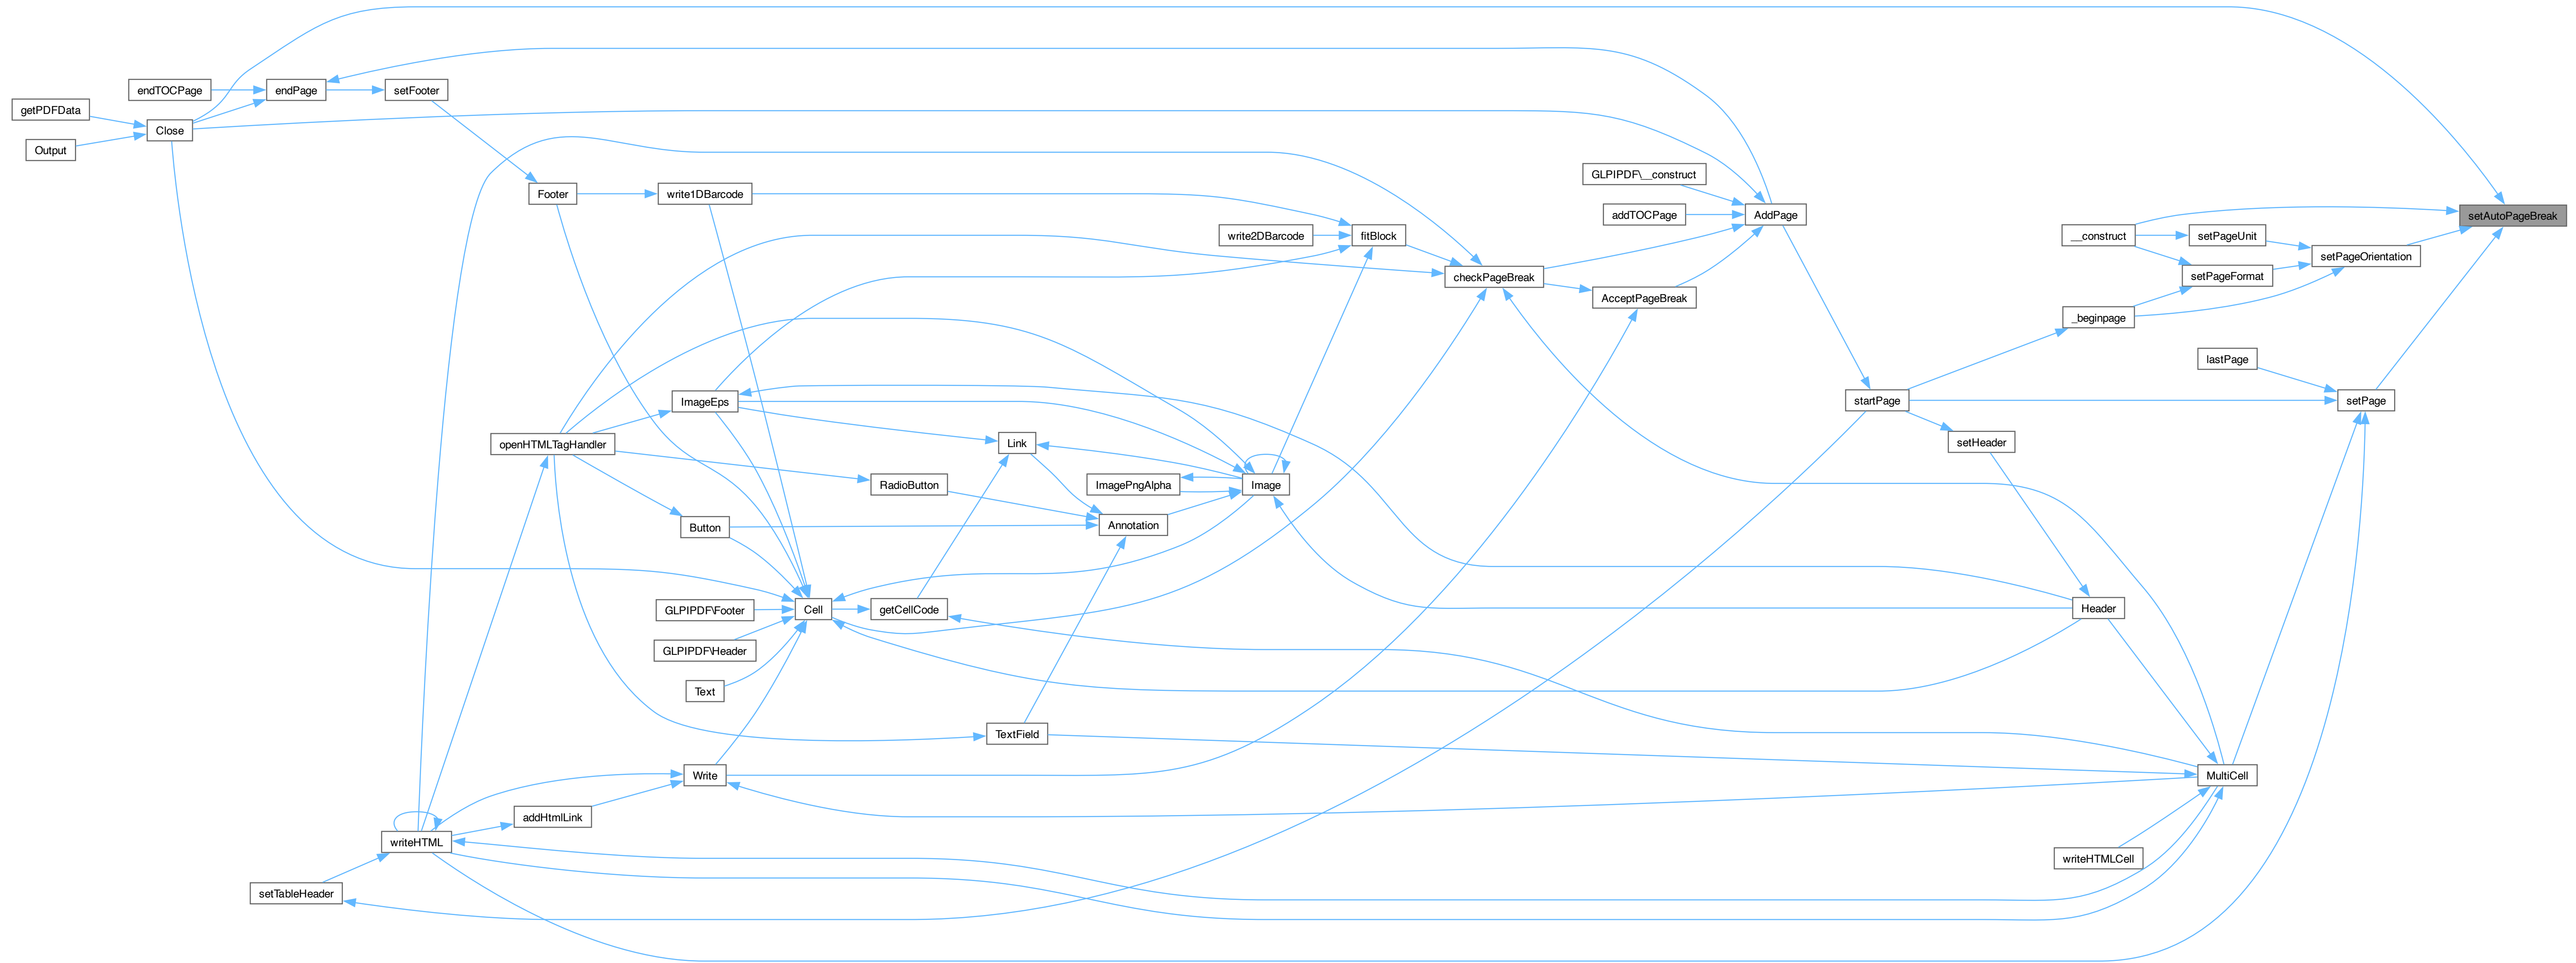 endTOCPage
endPage
setFooter
getPDFData
Close
Output
GLPIPDF\__construct
Footer
write1DBarcode
addTOCPage
AddPage
setAutoPageBreak
write2DBarcode
fitBlock
__construct
setPageUnit
setPageOrientation
checkPageBreak
setPageFormat
AcceptPageBreak
_beginpage
lastPage
ImageEps
startPage
setPage
openHTMLTagHandler
Link
setHeader
RadioButton
ImagePngAlpha
Image
Button
Annotation
GLPIPDF\Footer
Cell
getCellCode
Header
GLPIPDF\Header
Text
TextField
Write
MultiCell
addHtmlLink
writeHTML
writeHTMLCell
setTableHeader